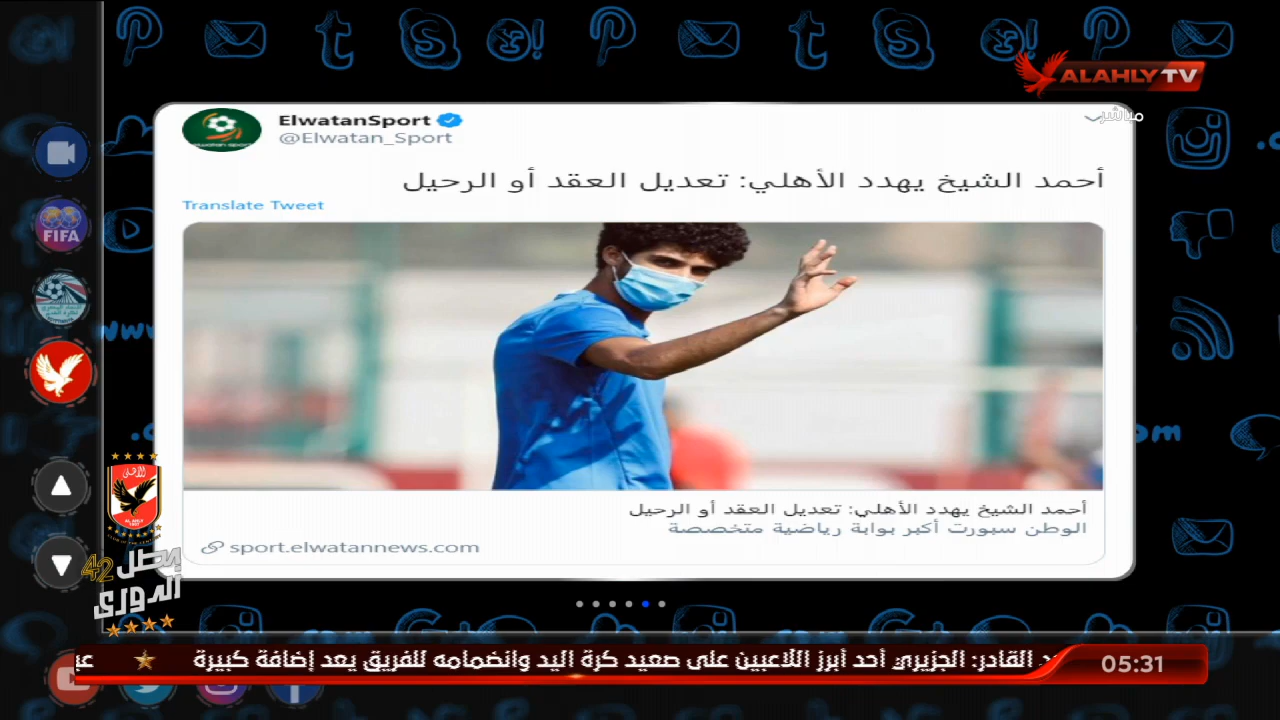 ALAHLY TV
مباشر
ElwatanSport
@Elwatan_Sport
أحمد الشيخ يهدد الأهلي: تعديل العقد أو الرحيل
Translate Tweet
FIFA
أحمد الشيخ يهدد الأهلي: تعديل العقد أو الرحيل
الوطن سبورت أكبر بوابة رياضية متخصصة
sport.elwatannews.com
بطل 42
الدوري
القادر: الجزيري أحد أبرز اللاعبين على صعيد كرة اليد وانضمامه للفريق يعد إضافة كبيرة
05:31